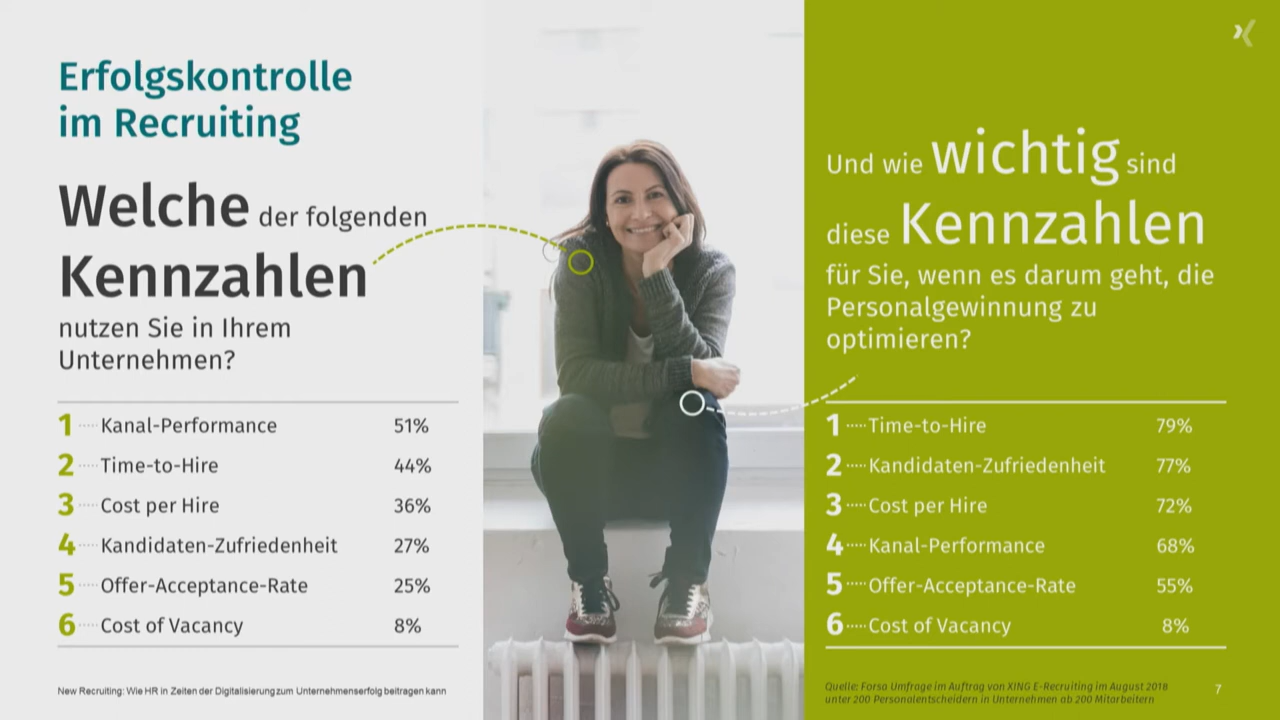 Erfolgskontrolle
im Recruiting
Welche der folgenden
Kennzahlen
nutzen Sie in Ihrem
Unternehmen?
1 Kanal-Performance 51%
2 Time-to-Hire 44%
3 Cost per Hire 36%
4 Kandidaten-Zufriedenheit 27%
5 Offer-Acceptance-Rate 25%
6 Cost of Vacancy 8%
New Recruiting: Wie HR in Zeiten der Digitalisierung zum Unternehmenserfolg beitragen kann
Und wie wichtig sind
diese Kennzahlen
für Sie, wenn es darum geht, die
Personalgewinnung zu
optimieren?
1 Time-to-Hire 79%
2 Kandidaten-Zufriedenheit 77%
3 Cost per Hire 72%
4 Kanal-Performance 68%
5 Offer-Acceptance-Rate 55%
6 Cost of Vacancy 8%
Quelle: Forsa Umfrage im Auftrag von XING E-Recruiting im August 2018
unter 200 Personalentscheidern in Unternehmen ab 200 Mitarbeitern
7